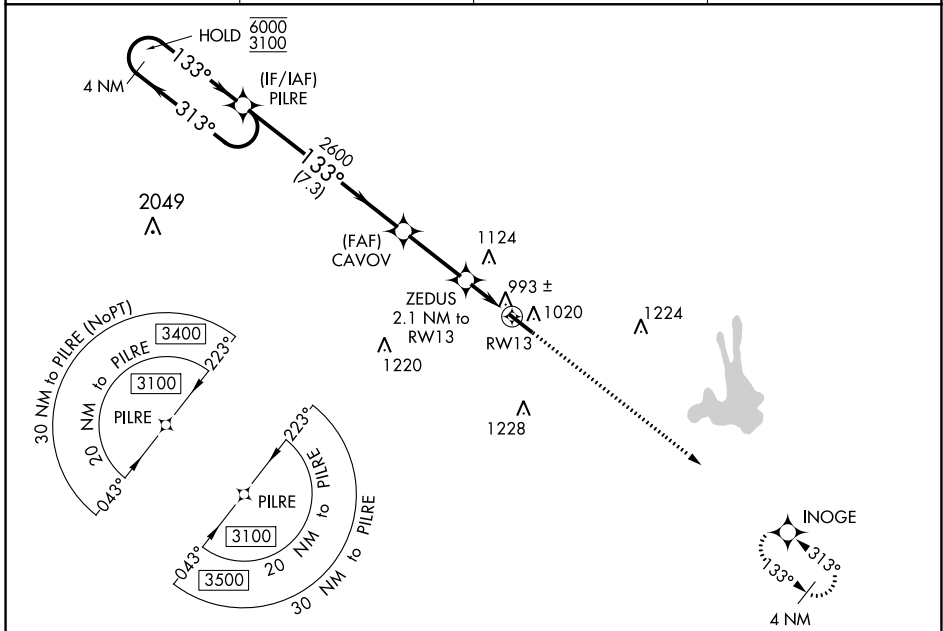 HOLD 6000
3100
133°
4 NM
313°
(IF/IAF)
PILRE
2600
133°
(7.3)
2049
(FAF)
CAVOV
1124
ZEDUS
2.1 NM to
RW13
993 ±
1020
RW13
1224
1220
1228
30 NM to PILRE (NoPT)
3400
223°
20 NM to PILRE
3100
PILRE
043°
223°
PILRE
3100
20 NM to PILRE
043°
3500
30 NM to PILRE
INOGE
313°
133°
4 NM